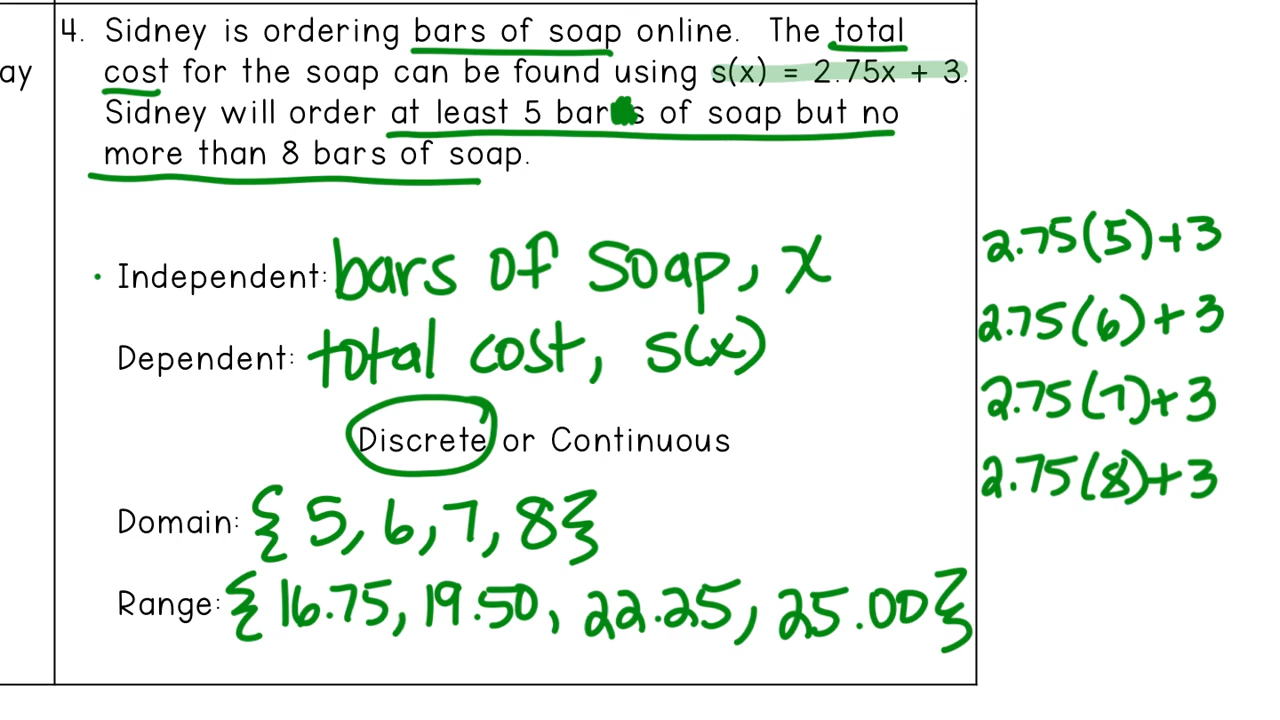 4. Sidney is ordering bars of soap online. The total
ay cost for the soap can be found using s(x) = 2.75x + 3.
Sidney will order at least 5 bars of soap but no
more than 8 bars of soap.
• Independent: bars of soap, x
Dependent: total cost, s(x)
Discrete or Continuous
Domain: { 5, 6, 7, 8}
Range: { 16.75, 19.50, 22.25, 25.00}
2.75(5)+3
2.75(6)+3
2.75(7)+3
2.75(8)+3